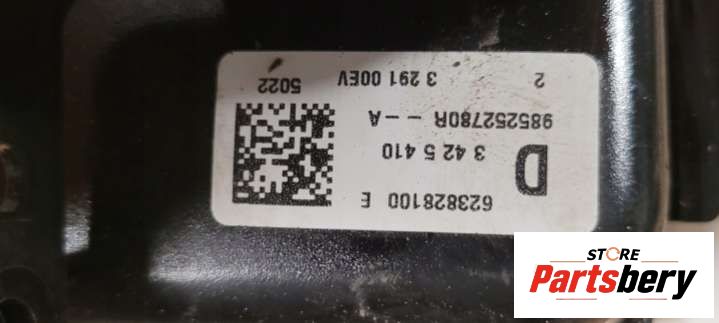 623828100 E
D 3 42 5 410
985252780R - - A
2 3 291 00EV 5022
STORE
Partsbery